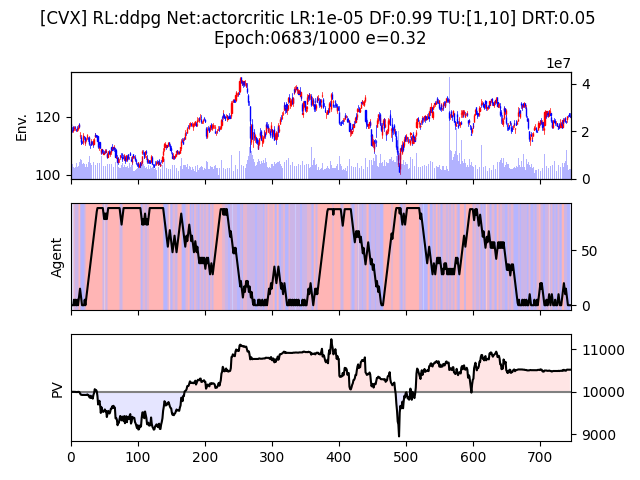 [CVX] RL:ddpg Net:actorcritic LR:1e-05 DF:0.99 TU:[1,10] DRT:0.05
Epoch:0683/1000 e=0.32
1e7
Env.
120
100
4
2
0
Agent
50
0
PV
11000
10000
9000
0 100 200 300 400 500 600 700